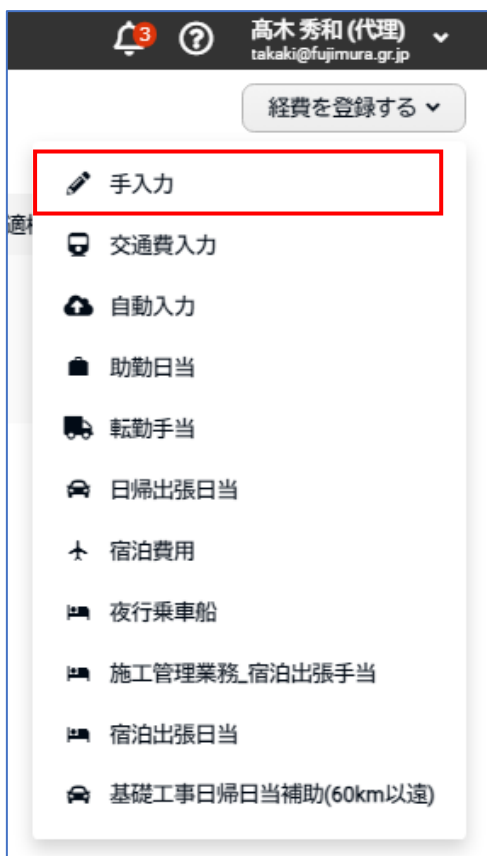 3
髙木 秀和 (代理)
takaki@fujimura.gr.jp
経費を登録する
手入力
交通費入力
自動入力
助勤日当
転勤手当
日帰出張日当
宿泊費用
夜行乗車船
施工管理業務_宿泊出張手当
宿泊出張日当
基礎工事日帰日当補助(60km以遠)